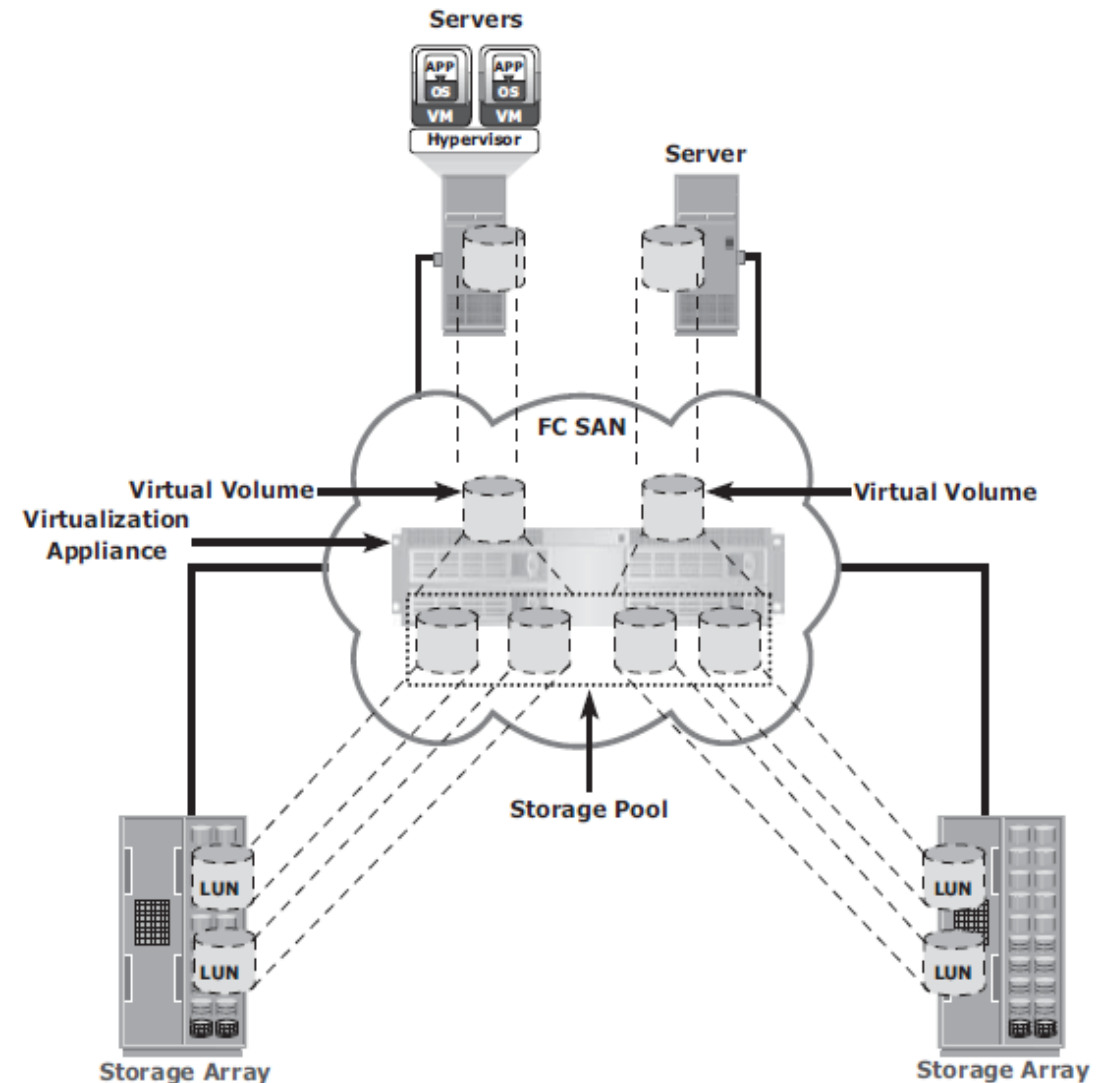 Servers
APP APP
OS OS
VM VM
Hypervisor
Server
FC SAN
Virtual Volume
Virtual Volume
Virtualization
Appliance
Storage Pool
LUN
LUN
LUN
LUN
Storage Array
Storage Array